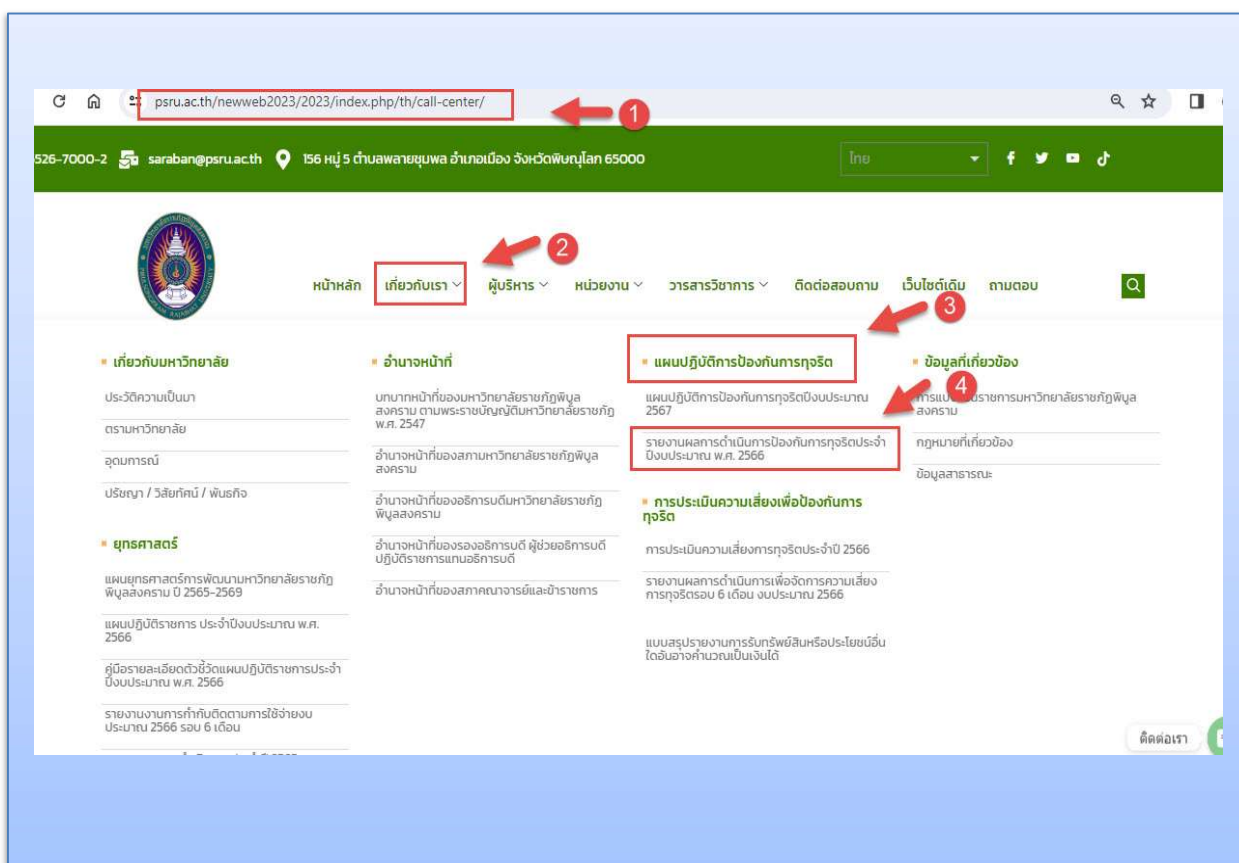 psru.ac.th/newweb2023/2023/index.php/th/call-center/
1
526-7000-2 saraban@psru.ac.th 156 หมู่ 5 ตำบลพลายชุมพล อำเภอเมือง จังหวัดพิษณุโลก 65000 ไทย
2
หน้าหลัก เกี่ยวกับเรา ผู้บริหาร หน่วยงาน วารสารวิชาการ ติดต่อสอบถาม เว็บไซต์เดิม ถามตอบ
3
เกี่ยวกับมหาวิทยาลัย
ประวัติความเป็นมา
ตรามหาวิทยาลัย
อุดมการณ์
ปรัชญา / วิสัยทัศน์ / พันธกิจ
ยุทธศาสตร์
แผนยุทธศาสตร์การพัฒนามหาวิทยาลัยราชภัฏ
พิบูลสงคราม ปี 2565-2569
แผนปฏิบัติราชการ ประจำปีงบประมาณ พ.ศ.
2566
คู่มือรายละเอียดตัวชี้วัดแผนปฏิบัติราชการประจำ
ปีงบประมาณ พ.ศ. 2566
รายงานงานการกำกับติดตามการใช้จ่ายงบ
ประมาณ 2566 รอบ 6 เดือน
อำนาจหน้าที่
บทบาทหน้าที่ของมหาวิทยาลัยราชภัฏพิบูล
สงคราม ตามพระราชบัญญัติมหาวิทยาลัยราชภัฏ
พ.ศ. 2547
อำนาจหน้าที่ของสภามหาวิทยาลัยราชภัฏพิบูล
สงคราม
อำนาจหน้าที่ของอธิการบดีมหาวิทยาลัยราชภัฏ
พิบูลสงคราม
อำนาจหน้าที่ของรองอธิการบดี ผู้ช่วยอธิการบดี
ปฏิบัติราชการแทนอธิการบดี
อำนาจหน้าที่ของสภาคณาจารย์และข้าราชการ
แผนปฏิบัติการป้องกันการทุจริต
แผนปฏิบัติการป้องกันการทุจริตปีงบประมาณ
2567
4
รายงานผลการดำเนินการป้องกันการทุจริตประจำ
ปีงบประมาณ พ.ศ. 2566
การประเมินความเสี่ยงเพื่อป้องกันการ
ทุจริต
การประเมินความเสี่ยงการทุจริตประจำปี 2566
รายงานผลการดำเนินการเพื่อจัดการความเสี่ยง
การทุจริตรอบ 6 เดือน งบประมาณ 2566
แบบสรุปรายงานการรับทรัพย์สินหรือประโยชน์อื่น
ใดอันอาจคำนวณเป็นเงินได้
ข้อมูลที่เกี่ยวข้อง
ราชการมหาวิทยาลัยราชภัฏพิบูล
สงคราม
กฎหมายที่เกี่ยวข้อง
ข้อมูลสาธารณะ
ติดต่อเรา